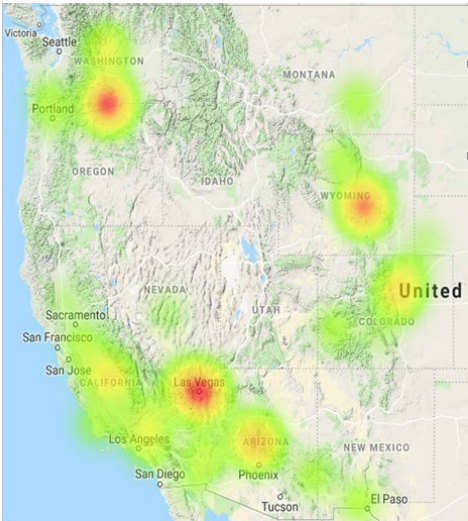 Victoria
Seattle
WASHINGTON
MONTANA
Portland
OREGON
IDAHO
WYOMING
United
NEVADA
Sacramento
UTAH
COLORADO
San Francisco
San Jose
CALIFORNIA
Las Vegas
Los Angeles
ARIZONA
NEW MEXICO
San Diego
Phoenix
Tucson
El Paso